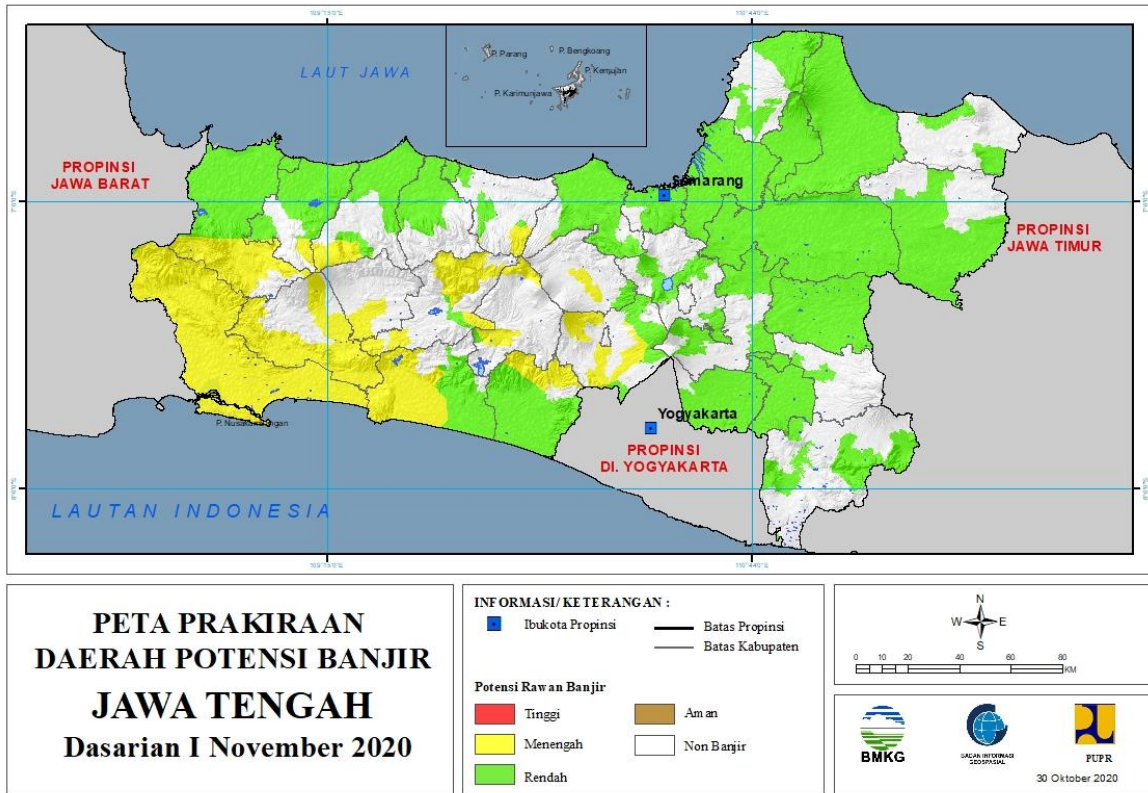 LAUT JAWA
P. Parang
P. Bengkoang
P. Kemujan
P. Karimunjawa
PROPINSI
JAWA BARAT
Semarang
PROPINSI
JAWA TIMUR
Yogyakarta
P. Nusakambangan
PROPINSI
DI. YOGYAKARTA
LAUTAN INDONESIA
PETA PRAKIRAAN
DAERAH POTENSI BANJIR
JAWA TENGAH
Dasarian I November 2020
INFORMASI/ KETERANGAN :
Ibukota Propinsi
Batas Propinsi
Batas Kabupaten
Potensi Rawan Banjir
Tinggi
Aman
Menengah
Non Banjir
Rendah
N
W E
S
0 10 20 40 60 80
KM
BMKG
BADAN INFORMASI
GEOSPASIAL
PUPR
30 Oktober 2020